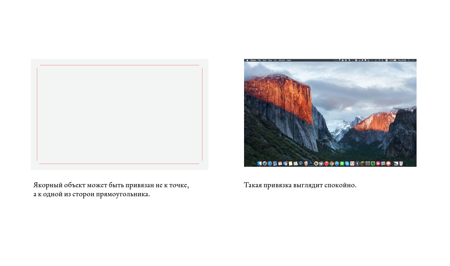 Якорный объект может быть привязан не к точке,
а к одной из сторон прямоугольника.
Такая привязка выглядит спокойно.